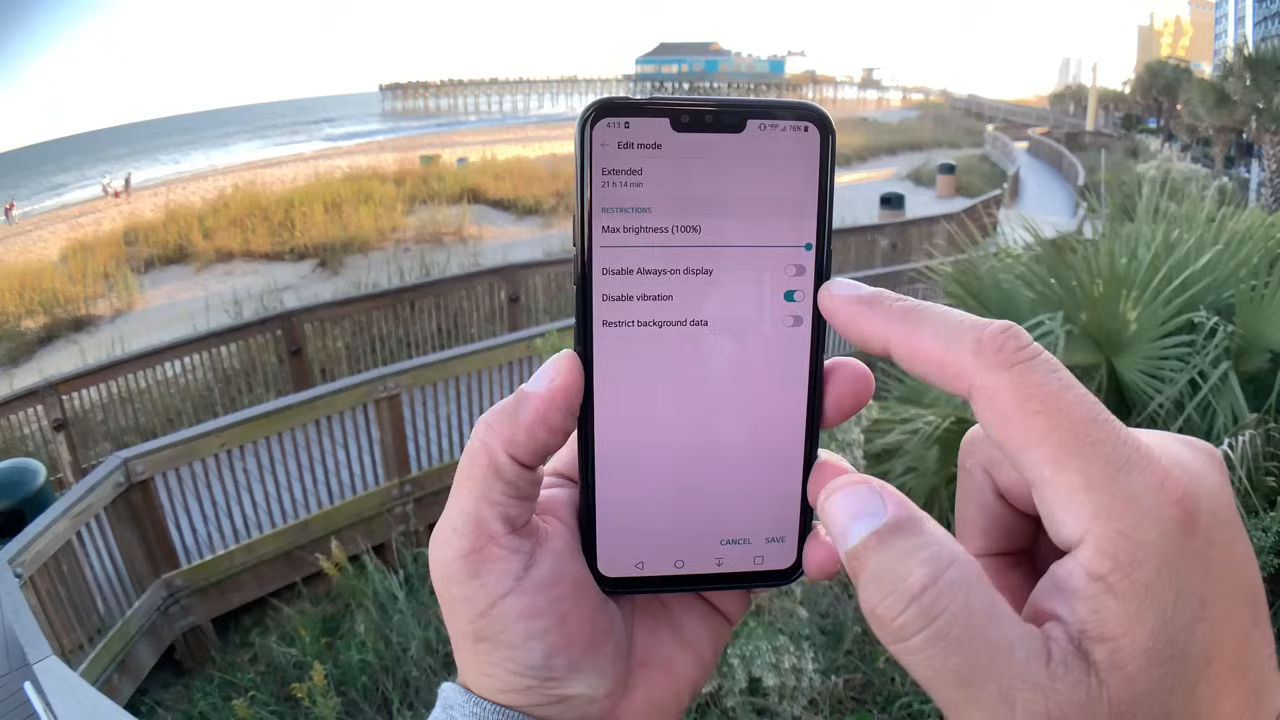 4:13
76%
Edit mode
Extended
21 h 14 min
RESTRICTIONS
Max brightness (100%)
Disable Always-on display
Disable vibration
Restrict background data
CANCEL SAVE